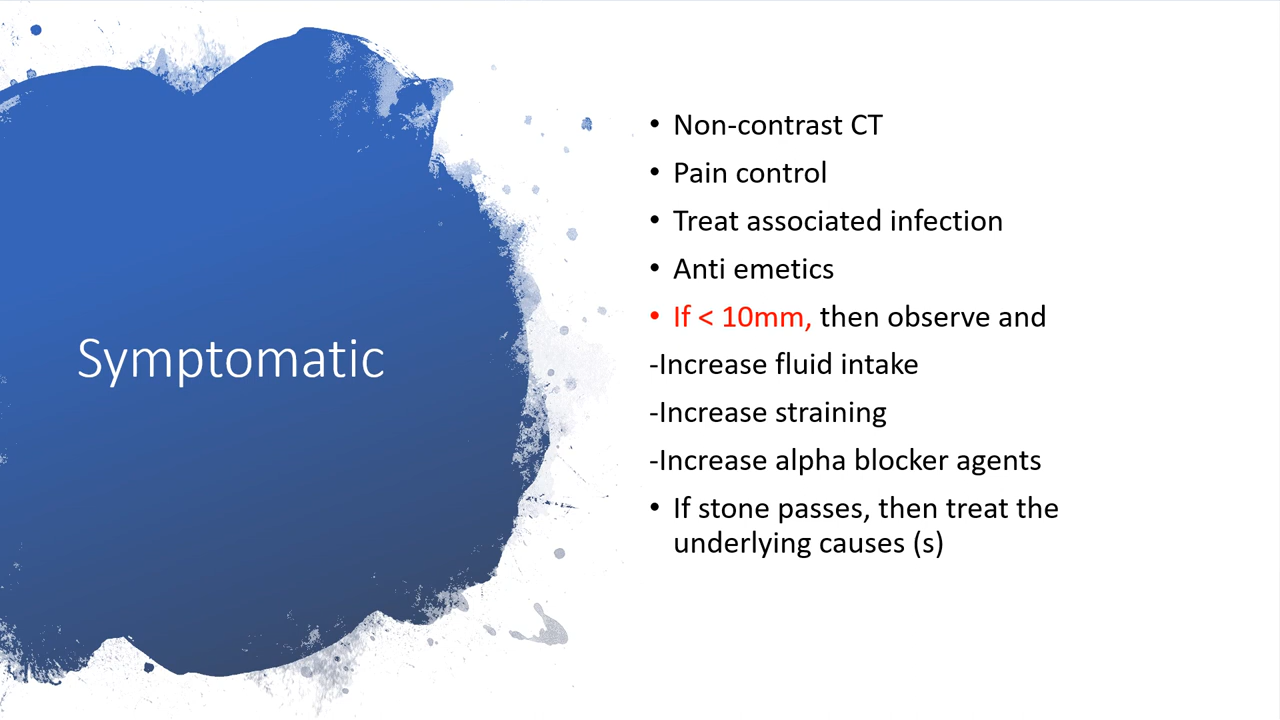 Symptomatic
• Non-contrast CT
• Pain control
• Treat associated infection
• Anti emetics
• If < 10mm, then observe and
-Increase fluid intake
-Increase straining
-Increase alpha blocker agents
• If stone passes, then treat the
underlying causes (s)